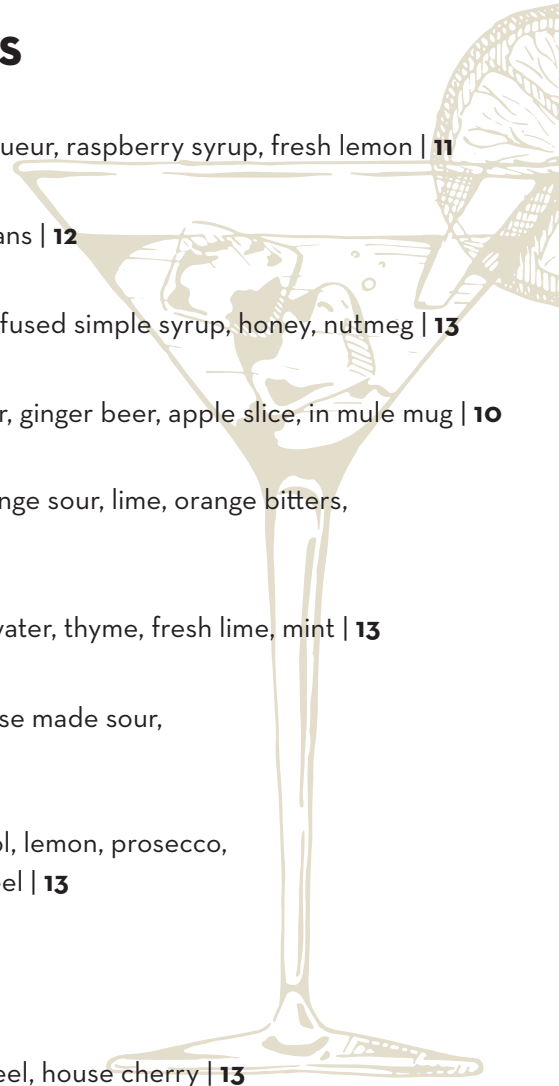 s
ueur, raspberry syrup, fresh lemon | 11
ans | 12
fused simple syrup, honey, nutmeg | 13
r, ginger beer, apple slice, in mule mug | 10
nge sour, lime, orange bitters,
vater, thyme, fresh lime, mint | 13
se made sour,
ol, lemon, prosecco,
eel | 13
eel, house cherry | 13